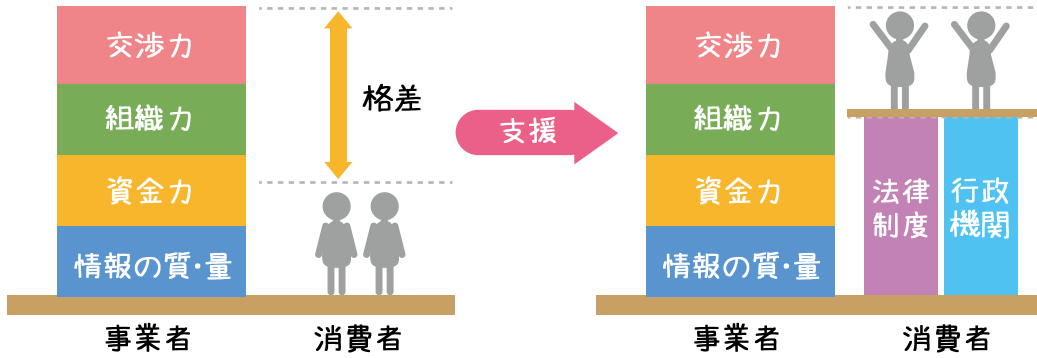 交渉力
組織力
資金力
情報の質・量
事業者
格差
消費者
支援
交渉力
組織力
資金力
情報の質・量
事業者
法律
制度
行政
機関
消費者